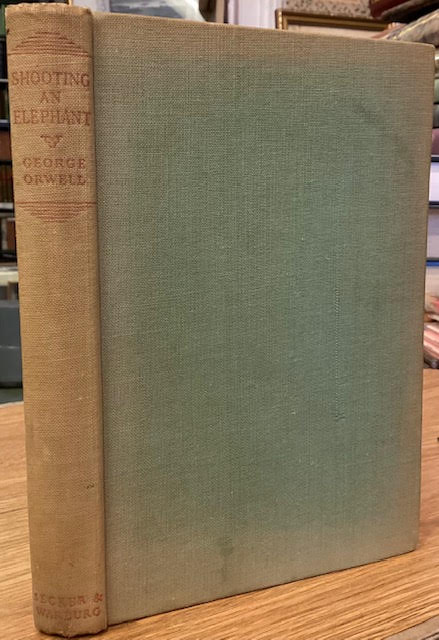 SHOOTING
AN
ELEPHANT
GEORGE
ORWELL
SECKER &
WARBURG